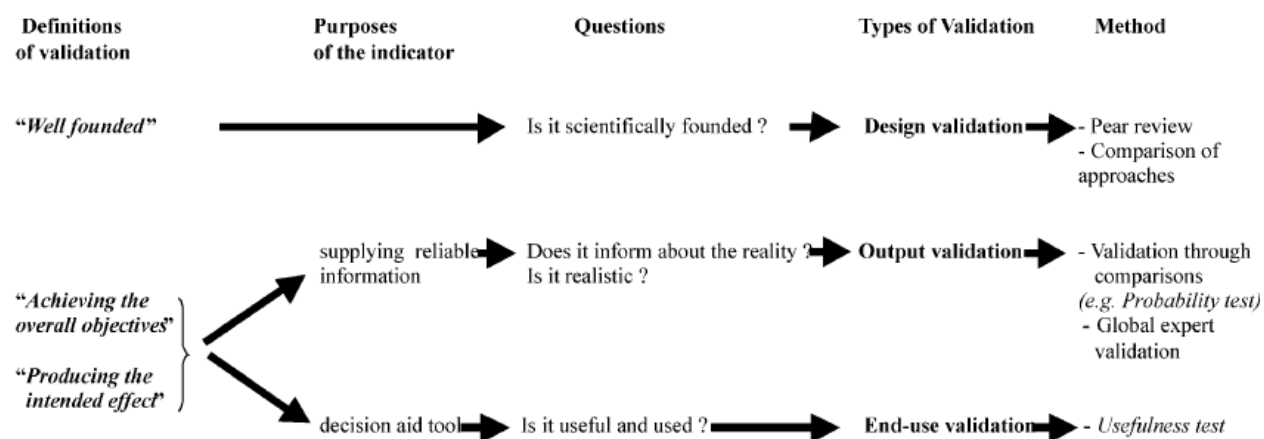 Definitions of validation
Purposes of the indicator
Questions
Types of Validation
Method
“Well founded”
Is it scientifically founded ?
Design validation
- Pear review
- Comparison of
approaches
“Achieving the
overall objectives”
“Producing the
intended effect”
supplying reliable
information
Does it inform about the reality ?
Is it realistic ?
Output validation
- Validation through
comparisons
(e.g. Probability test)
- Global expert
validation
decision aid tool
Is it useful and used ?
End-use validation
- Usefulness test